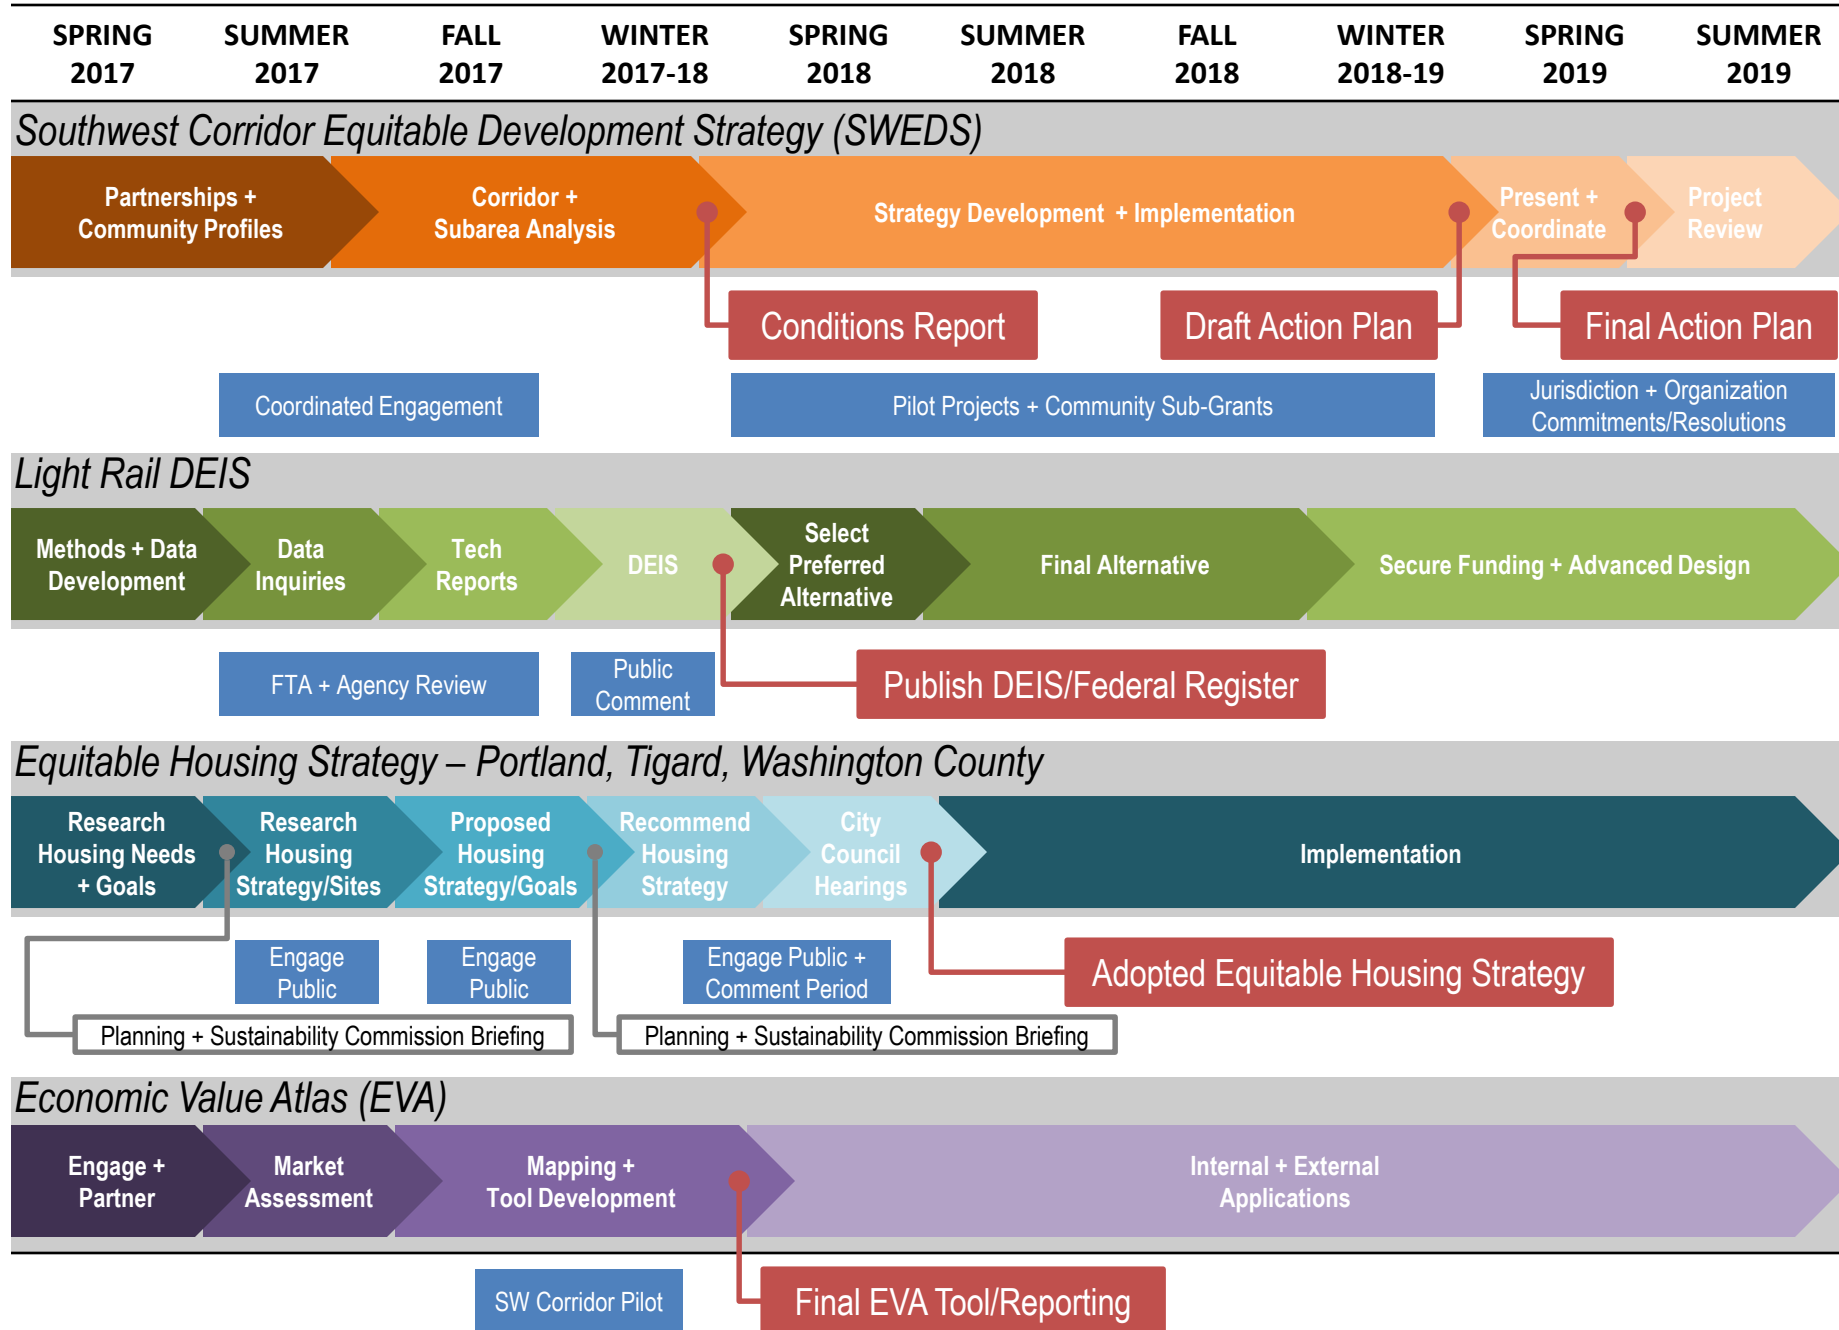 SPRING SUMMER FALL WINTER SPRING SUMMER FALL WINTER SPRING SUMMER
2017 2017 2017 2017-18 2018 2018 2018 2018-19 2019 2019
Southwest Corridor Equitable Development Strategy (SWEDS)
Partnerships +
Community Profiles
Corridor +
Subarea Analysis
Strategy Development + Implementation
Present +
Coordinate
Project
Review
Conditions Report
Draft Action Plan
Final Action Plan
Coordinated Engagement
Pilot Projects + Community Sub-Grants
Jurisdiction + Organization
Commitments/Resolutions
Light Rail DEIS
Methods + Data
Development
Data
Inquiries
Tech
Reports
DEIS
Select
Preferred
Alternative
Final Alternative
Secure Funding + Advanced Design
FTA + Agency Review
Public
Comment
Publish DEIS/Federal Register
Equitable Housing Strategy – Portland, Tigard, Washington County
Research
Housing Needs
+ Goals
Research
Housing
Strategy/Sites
Proposed
Housing
Strategy/Goals
Recommend
Housing
Strategy
City
Council
Hearings
Implementation
Engage
Public
Engage
Public
Engage Public +
Comment Period
Adopted Equitable Housing Strategy
Planning + Sustainability Commission Briefing
Planning + Sustainability Commission Briefing
Economic Value Atlas (EVA)
Engage +
Partner
Market
Assessment
Mapping +
Tool Development
Internal + External
Applications
SW Corridor Pilot
Final EVA Tool/Reporting